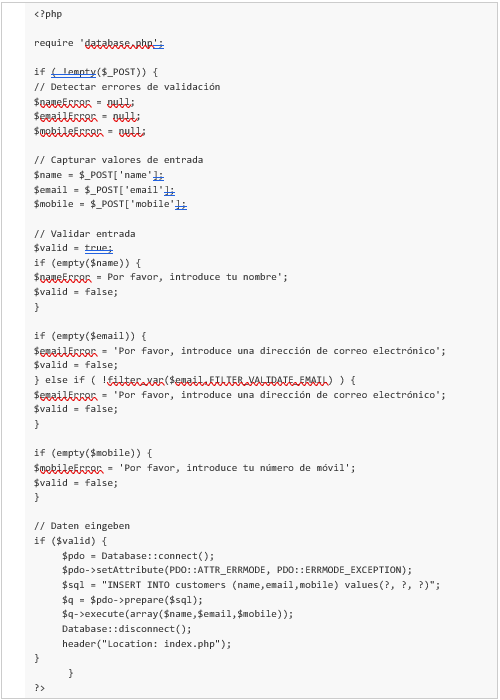 <?php
require 'database.php';
if ( !empty($_POST)) {
// Detectar errores de validación
$nameError = null;
$emailError = null;
$mobileError = null;
// Capturar valores de entrada
$name = $_POST['name'];
$email = $_POST['email'];
$mobile = $_POST['mobile'];
// Validar entrada
$valid = true;
if (empty($name)) {
$nameError = Por favor, introduce tu nombre';
$valid = false;
}
if (empty($email)) {
$emailError = 'Por favor, introduce una dirección de correo electrónico';
$valid = false;
} else if ( !filter_var($email,FILTER_VALIDATE_EMAIL) ) {
$emailError = 'Por favor, introduce una dirección de correo electrónico';
$valid = false;
}
if (empty($mobile)) {
$mobileError = 'Por favor, introduce tu número de móvil';
$valid = false;
}
// Daten eingeben
if ($valid) {
$pdo = Database::connect();
$pdo->setAttribute(PDO::ATTR_ERRMODE, PDO::ERRMODE_EXCEPTION);
$sql = "INSERT INTO customers (name,email,mobile) values(?, ?, ?)";
$q = $pdo->prepare($sql);
$q->execute(array($name,$email,$mobile));
Database::disconnect();
header("Location: index.php");
}
}
?>